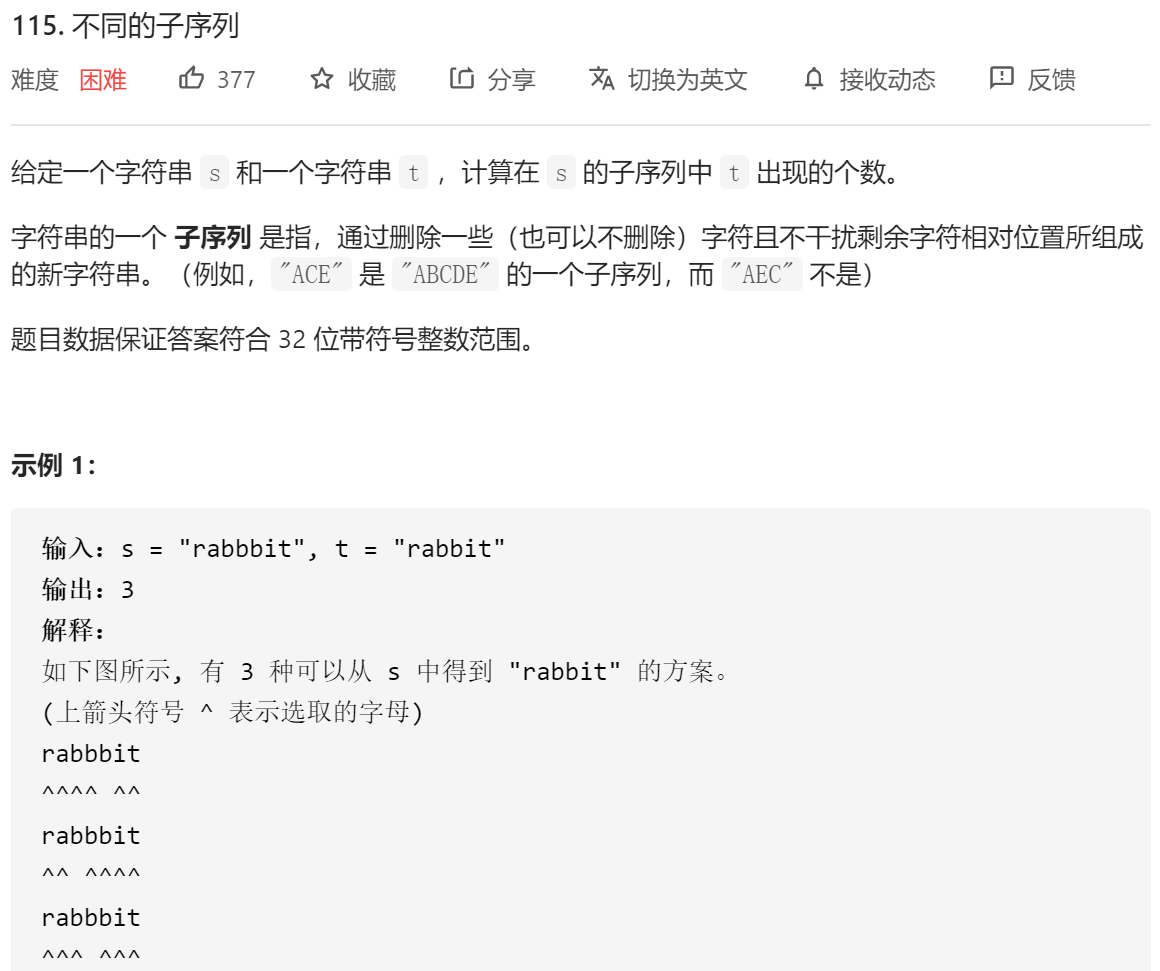 115. 不同的子序列
难度 困难 377 收藏 分享 切换为英文 接收动态 反馈
给定一个字符串 s 和一个字符串 t ，计算在 s 的子序列中 t 出现的个数。
字符串的一个 子序列 是指，通过删除一些（也可以不删除）字符且不干扰剩余字符相对位置所组成
的新字符串。（例如，"ACE" 是 "ABCDE" 的一个子序列，而 "AEC" 不是）
题目数据保证答案符合 32 位带符号整数范围。
示例 1：
输入：s = "rabbbit", t = "rabbit"
输出：3
解释：
如下图所示, 有 3 种可以从 s 中得到 "rabbit" 的方案。
(上箭头符号 ^ 表示选取的字母)
rabbbit
^^^^ ^^
rabbbit
^^ ^^^^
rabbbit
^^^ ^^^